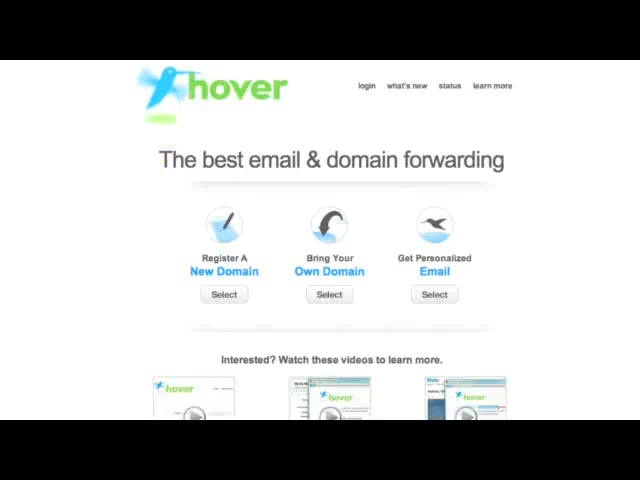 hover
login what's new status learn more
The best email & domain forwarding
Register A Bring Your Get Personalized
New Domain Own Domain Email
Select Select Select
Interested? Watch these videos to learn more.
hover hover hover